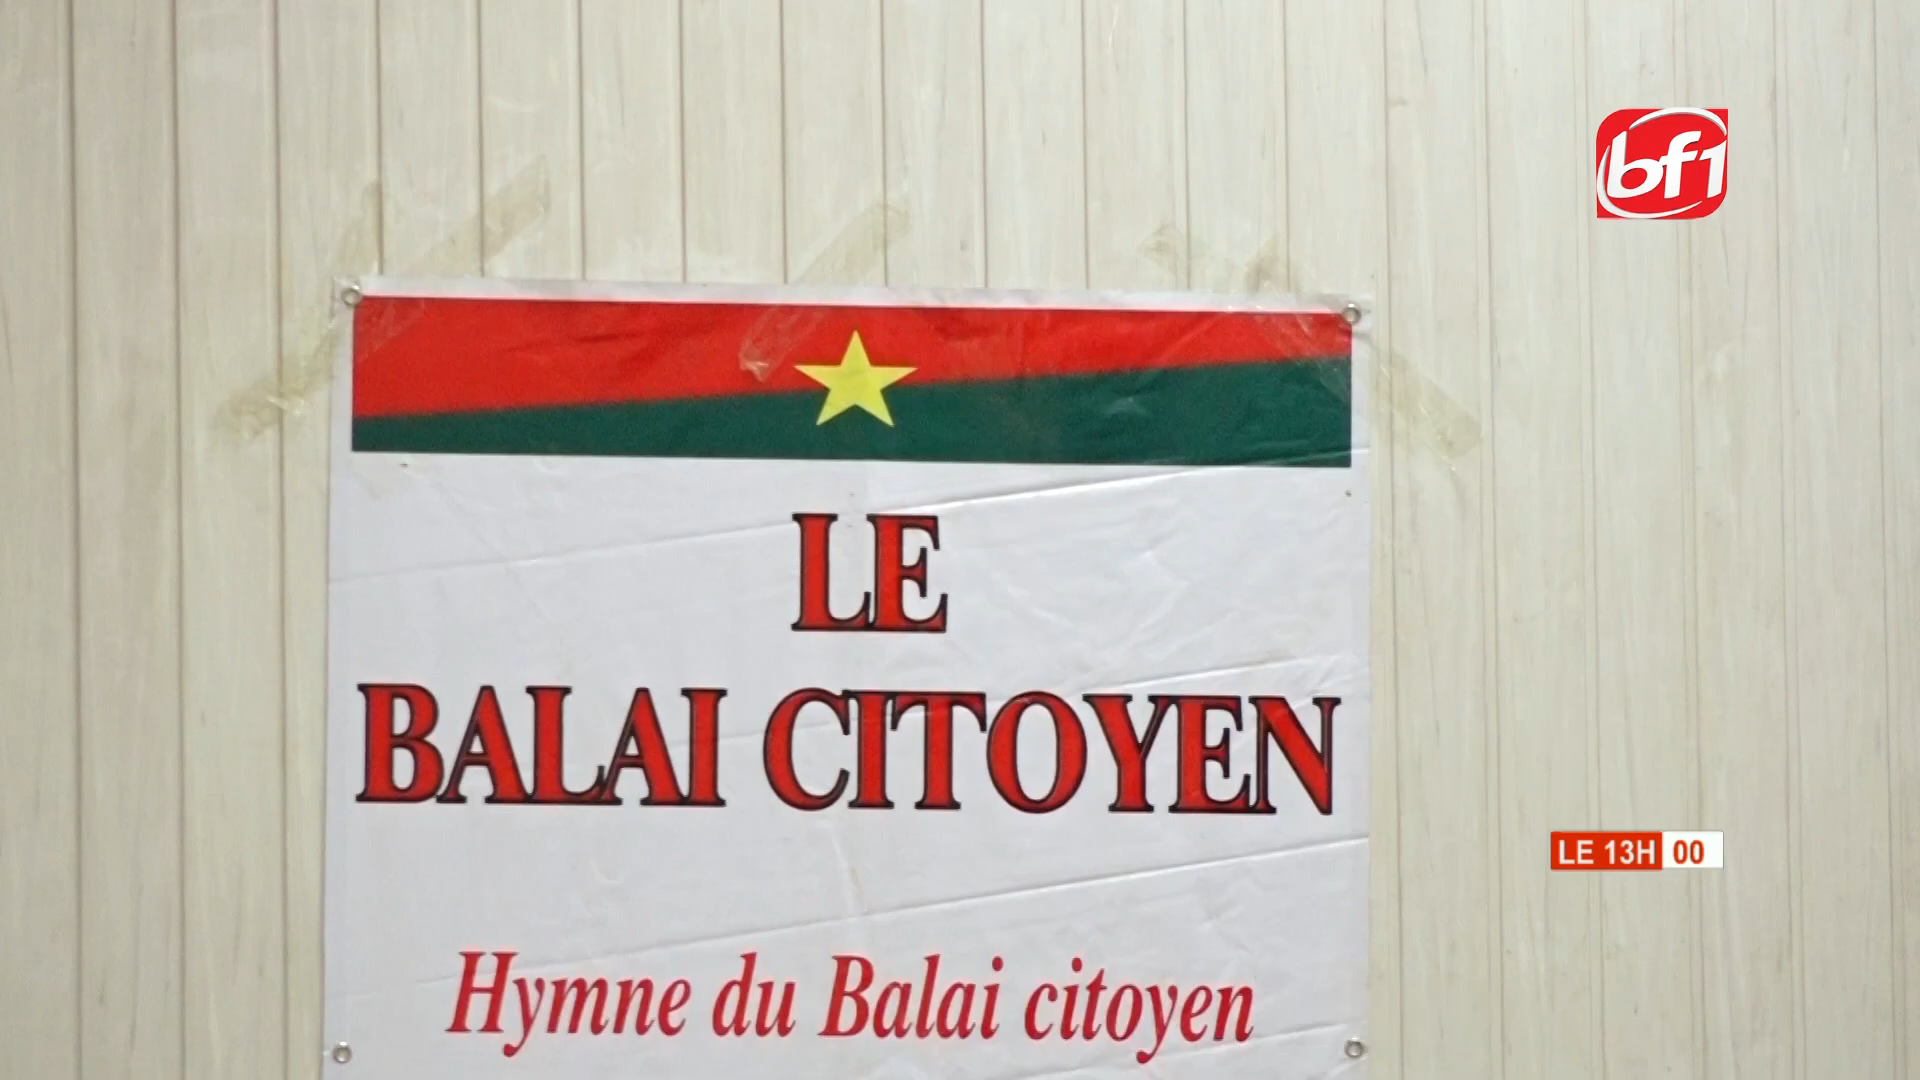 bf1
LE
BALAI CITOYEN
LE 13H 00
Hymne du Balai citoyen